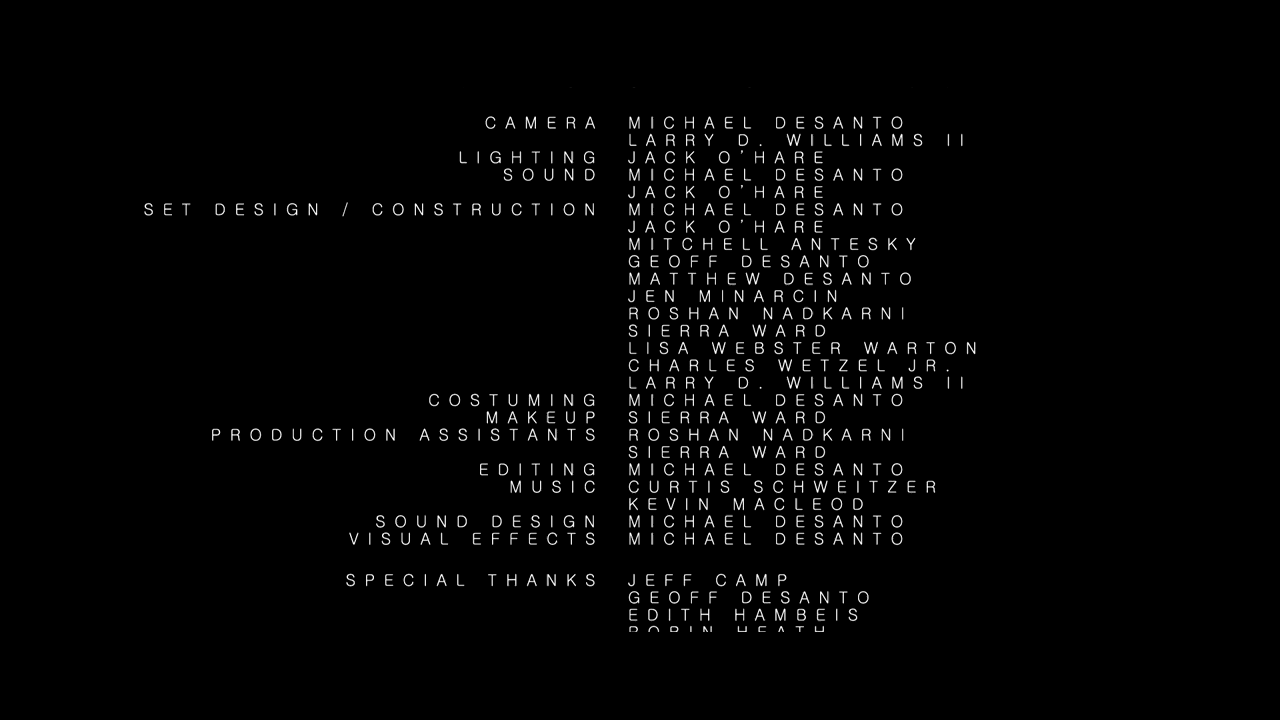 CAMERA MICHAEL DESANTO
LARRY D. WILLIAMS II
LIGHTING JACK O'HARE
SOUND MICHAEL DESANTO
JACK O'HARE
SET DESIGN / CONSTRUCTION MICHAEL DESANTO
JACK O'HARE
MITCHELL ANTESKY
GEOFF DESANTO
MATTHEW DESANTO
JEN MINARCIN
ROSHAN NADKARNI
SIERRA WARD
LISA WEBSTER WARTON
CHARLES WETZEL JR.
LARRY D. WILLIAMS II
COSTUMING MICHAEL DESANTO
MAKEUP SIERRA WARD
PRODUCTION ASSISTANTS ROSHAN NADKARNI
SIERRA WARD
EDITING MICHAEL DESANTO
MUSIC CURTIS SCHWEITZER
KEVIN MACLEOD
SOUND DESIGN MICHAEL DESANTO
VISUAL EFFECTS MICHAEL DESANTO
SPECIAL THANKS JEFF CAMP
GEOFF DESANTO
EDITH HAMBEIS
HEATH